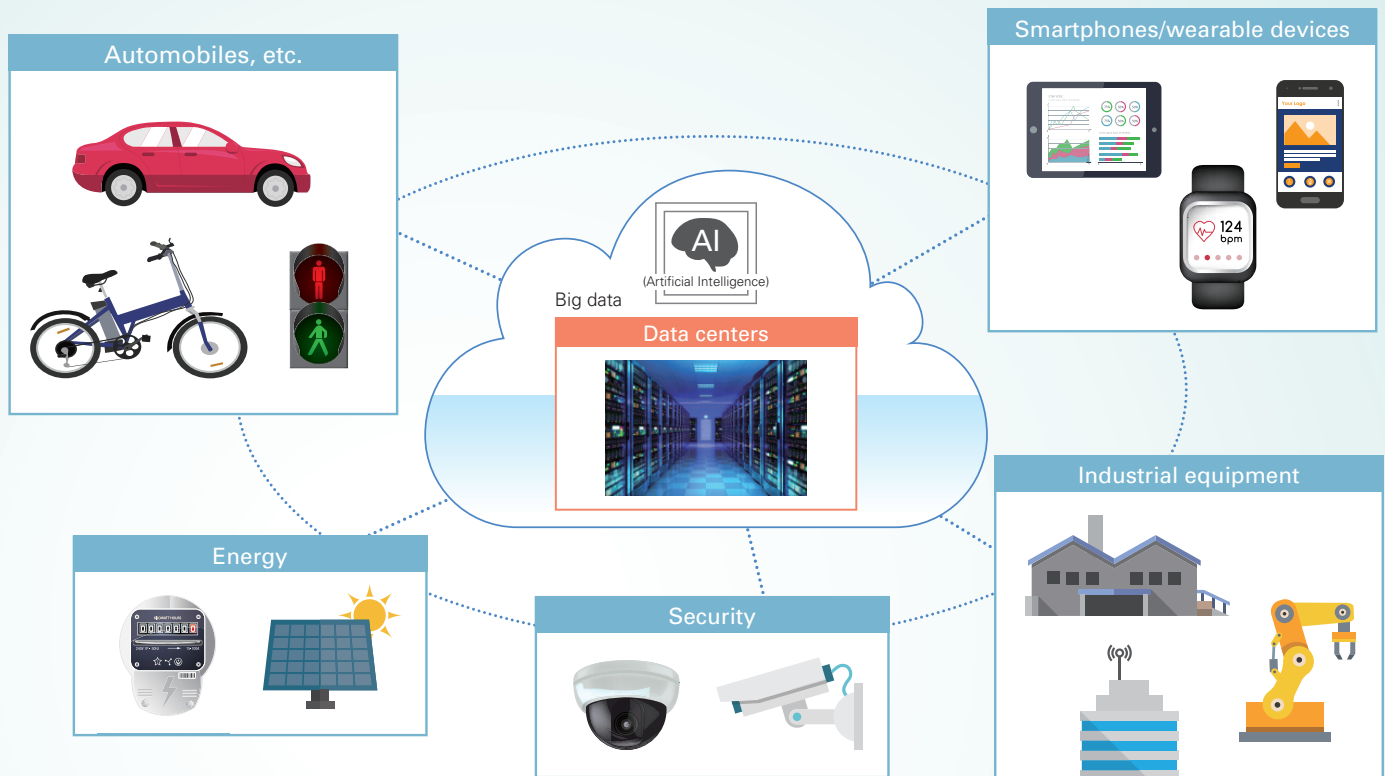 Automobiles, etc.
Smartphones/wearable devices
Your logo
124
bpm
AI
(Artificial Intelligence)
Big data
Data centers
Industrial equipment
Energy
Security